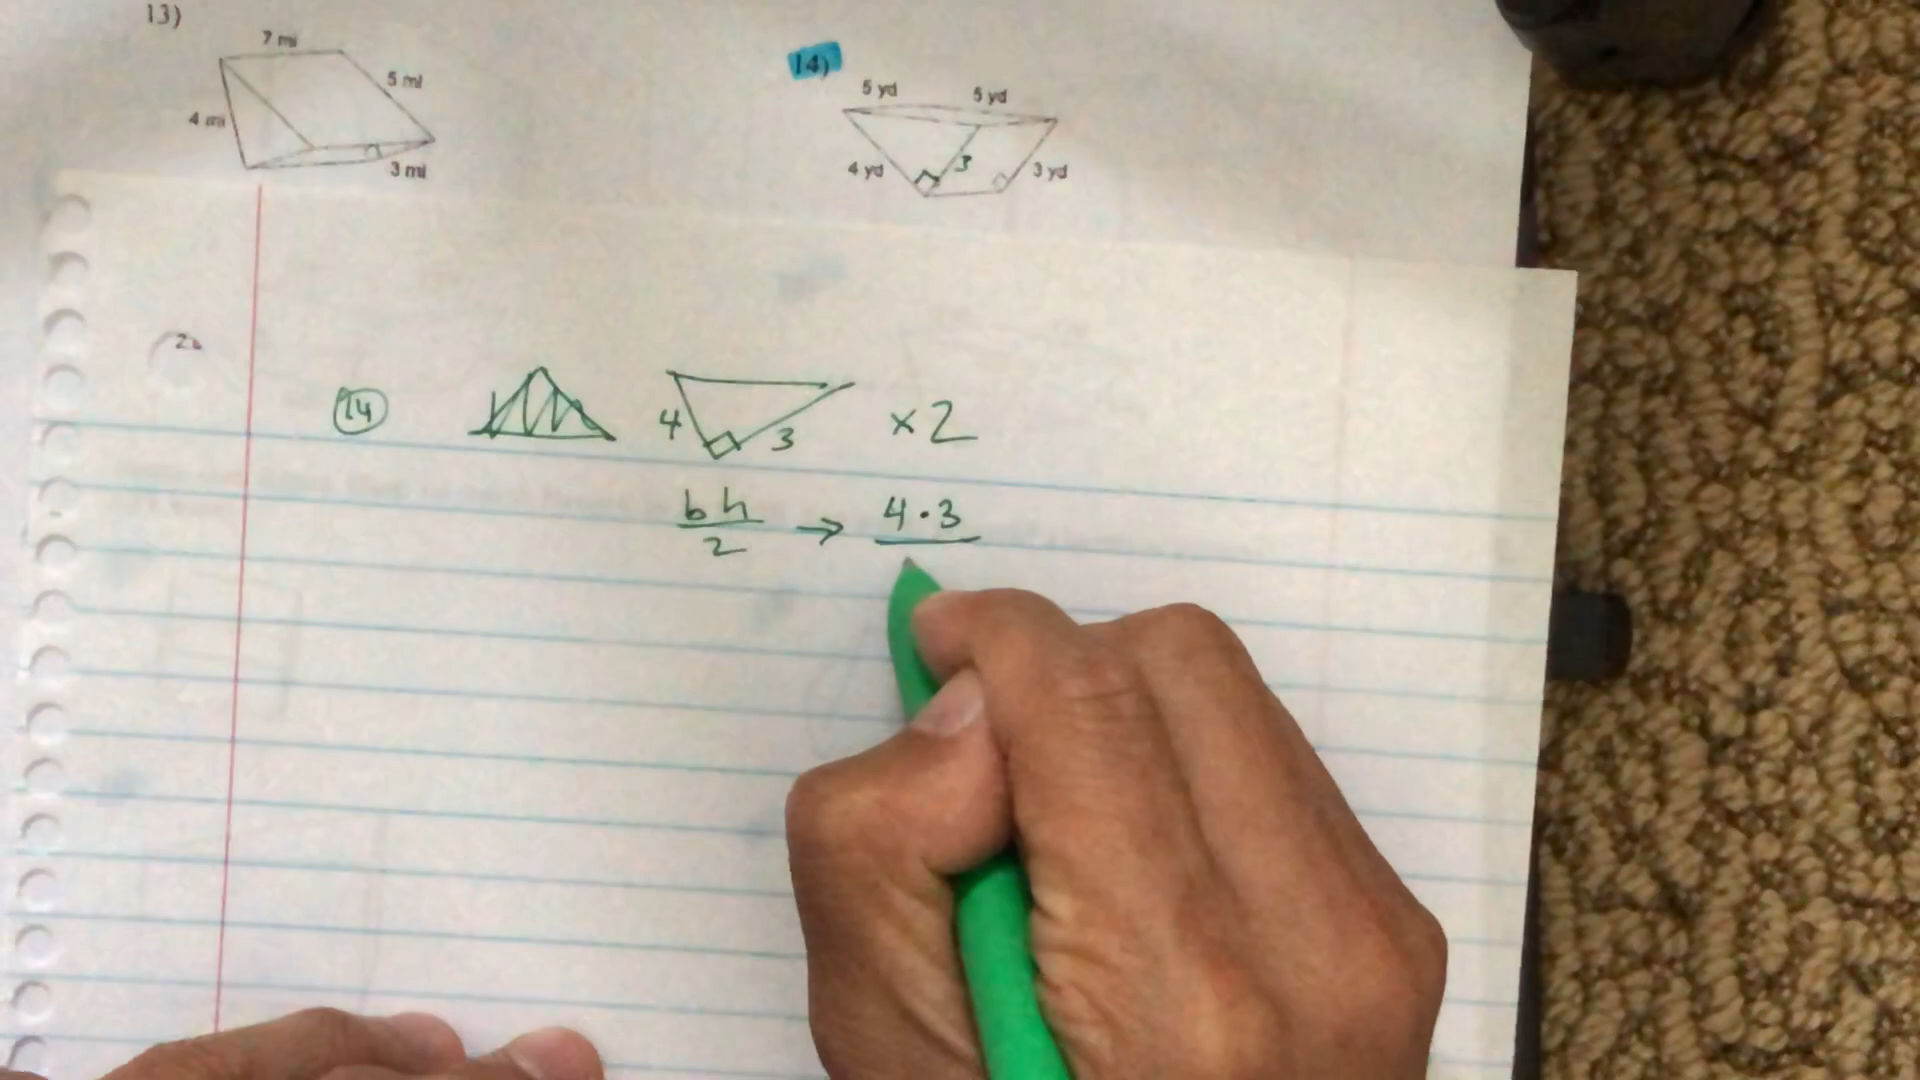 13)
7 mi
5 mi
4 mi
3 mi
14)
5 yd 5 yd
4 yd 3 3 yd
14 4 3 × 2
bh/2 → 4·3